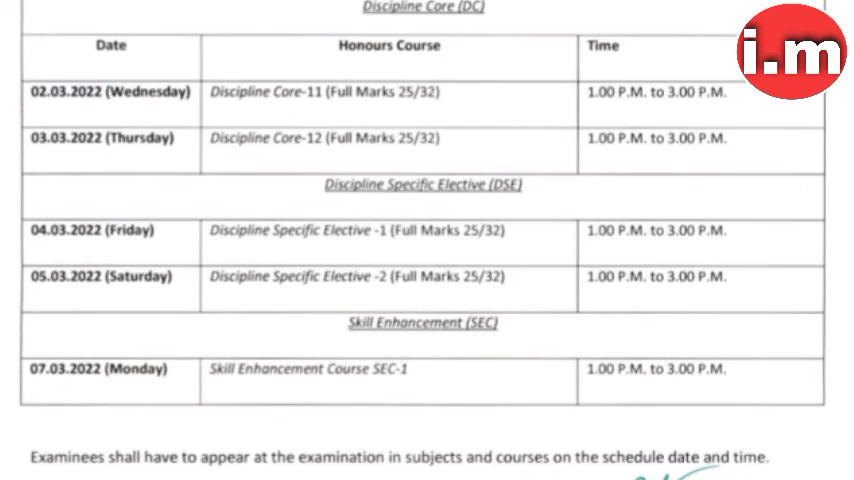 Discipline Core (DC)
Date Honours Course Time
i.m
02.03.2022 (Wednesday) Discipline Core-11 (Full Marks 25/32) 1.00 P.M. to 3.00 P.M.
03.03.2022 (Thursday) Discipline Core-12 (Full Marks 25/32) 1.00 P.M. to 3.00 P.M.
Discipline Specific Elective (DSE)
04.03.2022 (Friday) Discipline Specific Elective -1 (Full Marks 25/32) 1.00 P.M. to 3.00 P.M.
05.03.2022 (Saturday) Discipline Specific Elective -2 (Full Marks 25/32) 1.00 P.M. to 3.00 P.M.
Skill Enhancement (SEC)
07.03.2022 (Monday) Skill Enhancement Course SEC-1 1.00 P.M. to 3.00 P.M.
Examinees shall have to appear at the examination in subjects and courses on the schedule date and time.